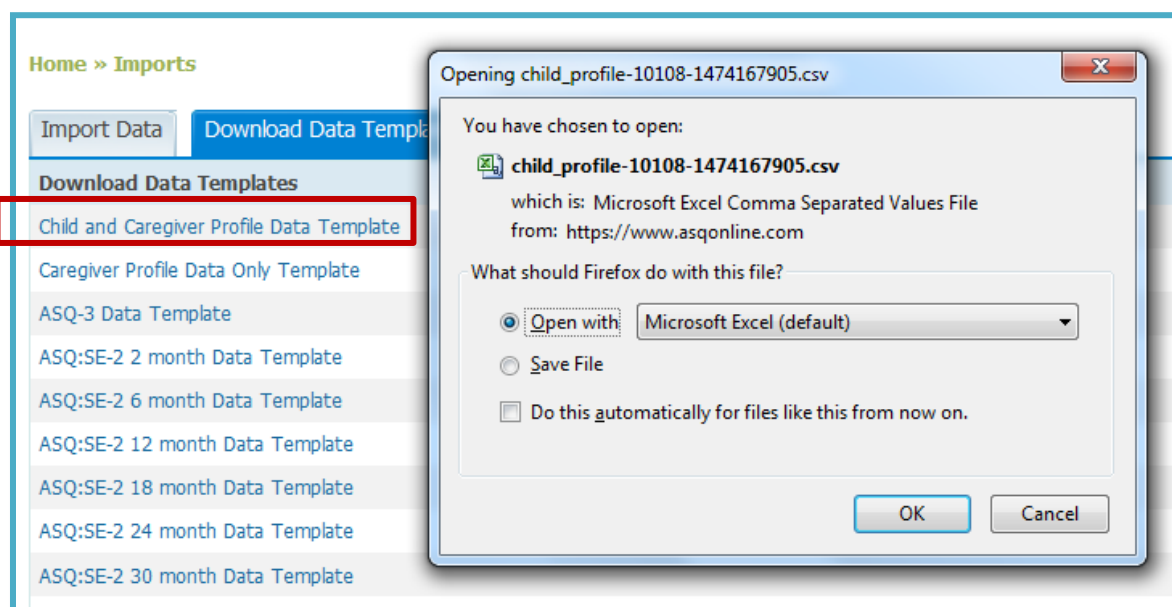 Home » Imports
Import Data
Download Data Templa
Download Data Templates
Child and Caregiver Profile Data Template
Caregiver Profile Data Only Template
ASQ-3 Data Template
ASQ:SE-2 2 month Data Template
ASQ:SE-2 6 month Data Template
ASQ:SE-2 12 month Data Template
ASQ:SE-2 18 month Data Template
ASQ:SE-2 24 month Data Template
ASQ:SE-2 30 month Data Template
Opening child_profile-10108-1474167905.csv
You have chosen to open:
child_profile-10108-1474167905.csv
which is: Microsoft Excel Comma Separated Values File
from: https://www.asqonline.com
What should Firefox do with this file?
Open with Microsoft Excel (default)
Save File
Do this automatically for files like this from now on.
OK Cancel